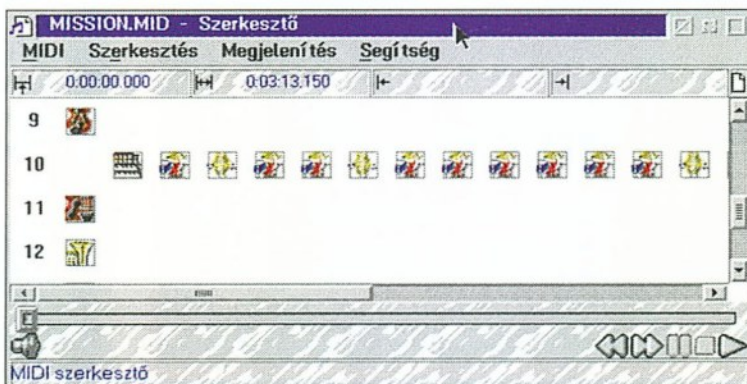 MISSION.MID - Szerkesztő
MIDI Szerkesztés Megjelenítés Segítség
0:00:00.000 0:03:13.150
9
10
11
12
MIDI szerkesztő